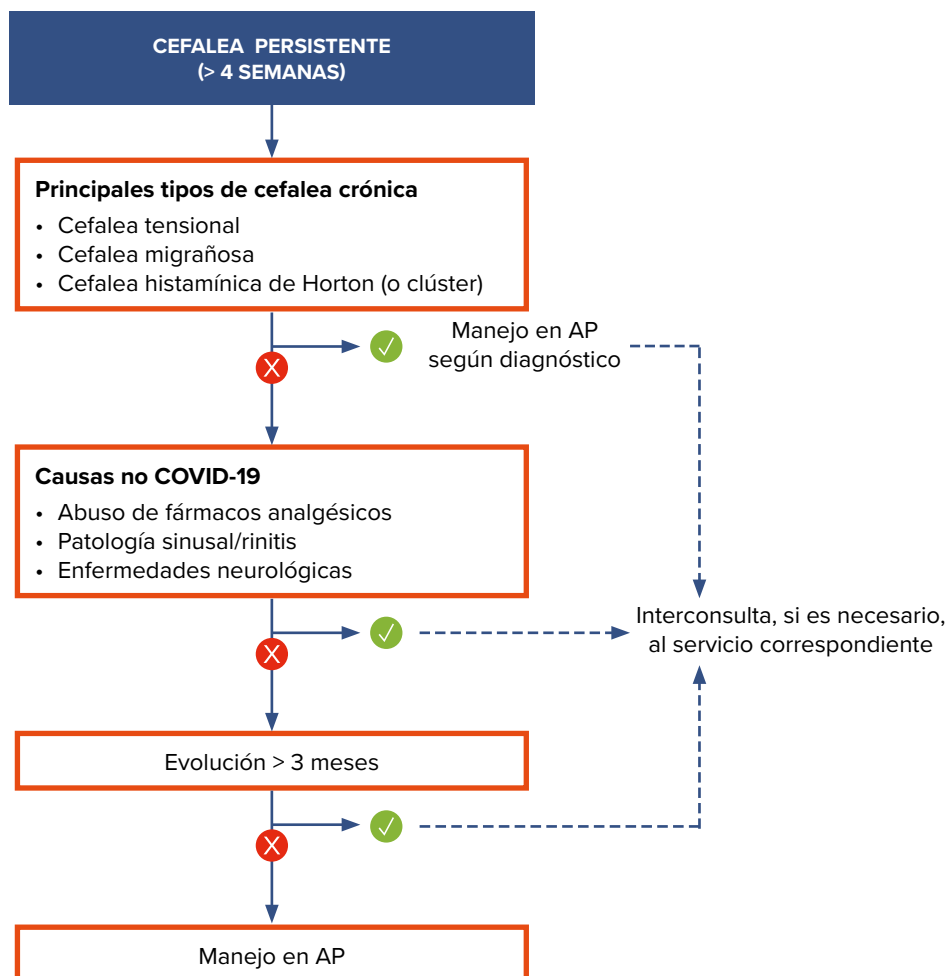 CEFALEA PERSISTENTE
(> 4 SEMANAS)
Principales tipos de cefalea crónica
• Cefalea tensional
• Cefalea migrañosa
• Cefalea histamínica de Horton (o clúster)
Manejo en AP
según diagnóstico
X
Causas no COVID-19
• Abuso de fármacos analgésicos
• Patología sinusal/rinitis
• Enfermedades neurológicas
Interconsulta, si es necesario,
al servicio correspondiente
X
Evolución > 3 meses
X
Manejo en AP